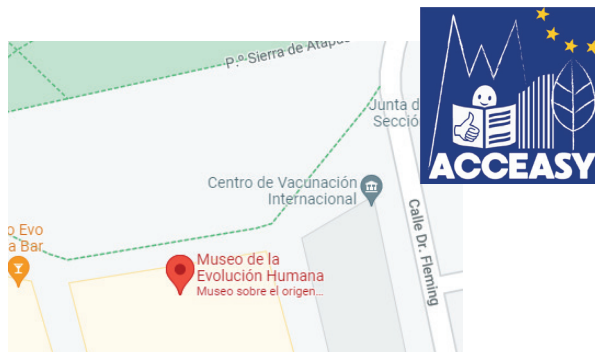 P.º Sierra de Atapu
Junta d
Secció
ACCEASY
Centro de Vacunación
Internacional
Calle Dr. Fleming
o Evo
a Bar
Museo de la
Evolución Humana
Museo sobre el origen...